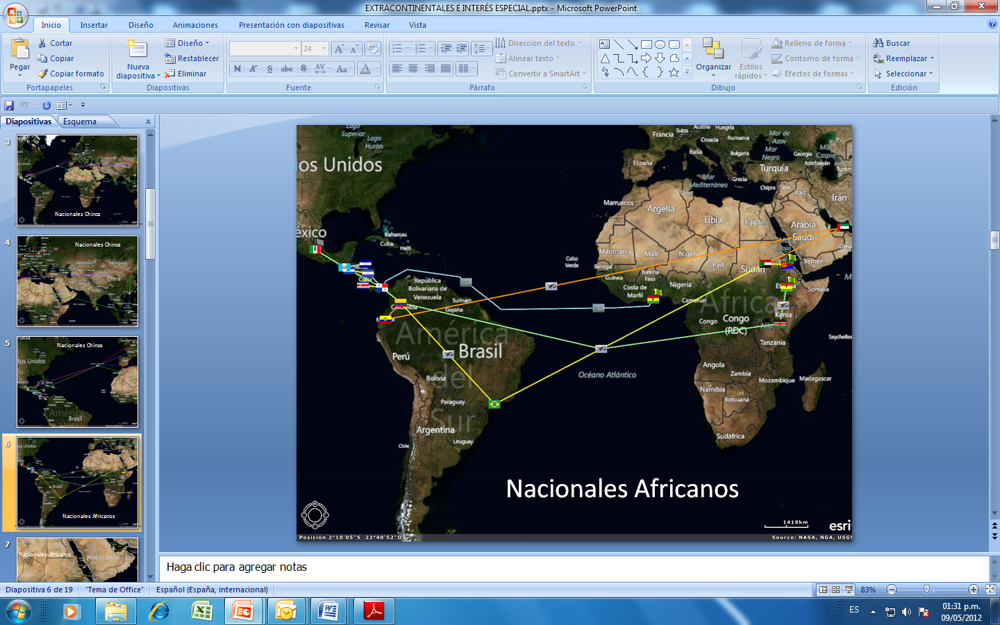 EXTRACONTINENTALES E INTERÉS ESPECIAL.pptx - Microsoft PowerPoint
Inicio Insertar Diseño Animaciones Presentación con diapositivas Revisar Vista
Pegar
Cortar
Copiar
Copiar formato
Portapapeles
Nueva diapositiva
Diseño
Restablecer
Eliminar
Diapositivas
24
N K S abc S AV Aa A
Fuente
Dirección del texto
Alinear texto
Convertir a SmartArt
Párrafo
Organizar
Estilos rápidos
Relleno de forma
Contorno de forma
Efectos de formas
Dibujo
Buscar
Reemplazar
Seleccionar
Edición
Diapositivas Esquema
3
Nacionales Chinos
4
Nacionales Chinos
5
Nacionales Chinos
6
Nacionales Africanos
7
Nacionales Africanos
Lago Superior
Lago Hurón
os Unidos
éxico
Bahamas
Cuba
Haití
Costa
República Bolivariana de Venezuela
Surinam
Guyana
Colombia
América del Sur
Perú
Brasil
Bolivia
Paraguay
Argentina
Chile
Uruguay
Océano Atlántico
Cabo Verde
Francia
Suiza
Austria
Hungría
Croacia
Rumania
Italia
Bulgaria
España
Grecia
Mar Mediterráneo
Mar de Azov
Mar Negro
Georgia
Azerbaiyán
Mar Caspio
Turkm
Turquía
Chipre
Siria
Iraq
Irán
Túnez
Marruecos
Argelia
Libia
Egipto
Arabia Saudí
Mar Rojo
Omán
Yemen
Mauritania
Malí
Níger
Chad
Sudán
Senegal
Guinea
Burkina Faso
Costa de Marfil
Nigeria
Camerún
África
Somalia
Congo
Congo (RDC)
Nilo
Kenia
Tanzania
Seychelles
Angola
Zambia
Mozambique
Madagascar
Namibia
Botsuana
Sudáfrica
Nacionales Africanos
1419km
esri
Posición 2°10'05"S 22°40'52"O
Source: NASA, NGA, USGS
Haga clic para agregar notas
Diapositiva 6 de 19 "Tema de Office" Español (España, internacional) 83%
ES
01:31 p.m.
09/05/2012